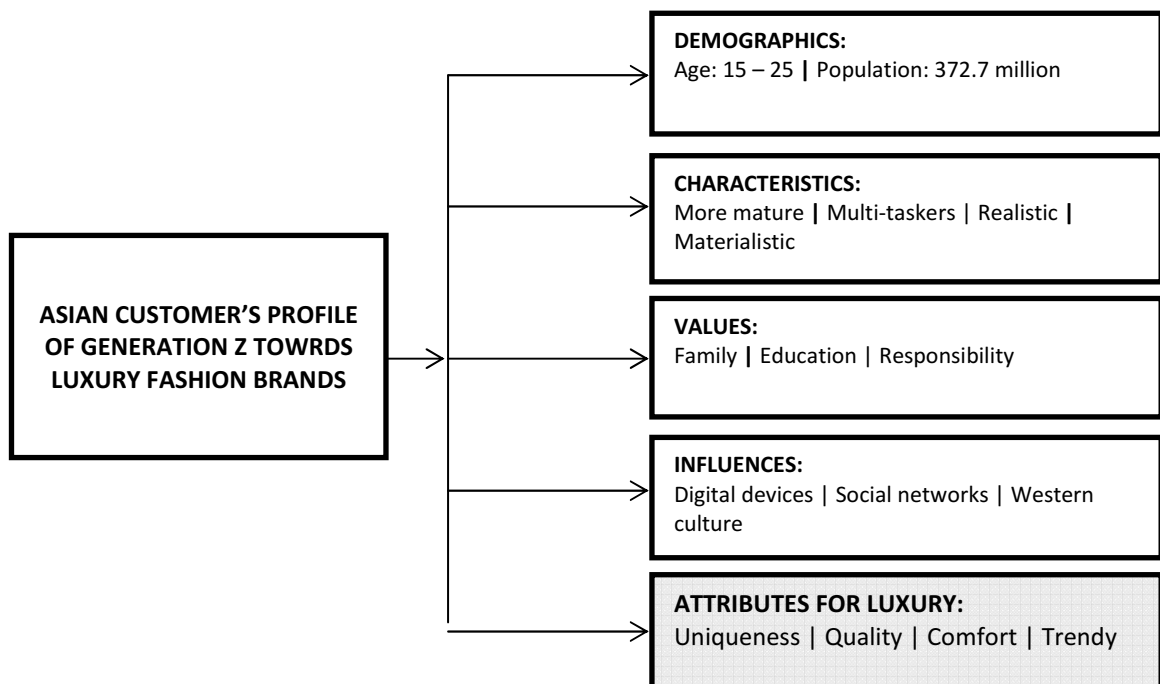 ASIAN CUSTOMER’S PROFILE
OF GENERATION Z TOWRDS
LUXURY FASHION BRANDS
DEMOGRAPHICS:
Age: 15 – 25 | Population: 372.7 million
CHARACTERISTICS:
More mature | Multi-taskers | Realistic |
Materialistic
VALUES:
Family | Education | Responsibility
INFLUENCES:
Digital devices | Social networks | Western
culture
ATTRIBUTES FOR LUXURY:
Uniqueness | Quality | Comfort | Trendy